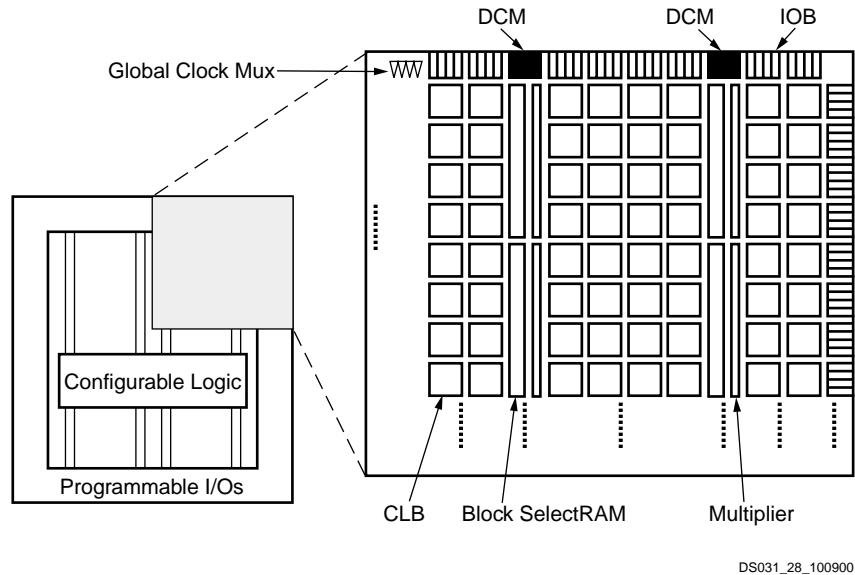 DCM
DCM
IOB
Global Clock Mux
Configurable Logic
Programmable I/Os
CLB
Block SelectRAM
Multiplier
DS031_28_100900